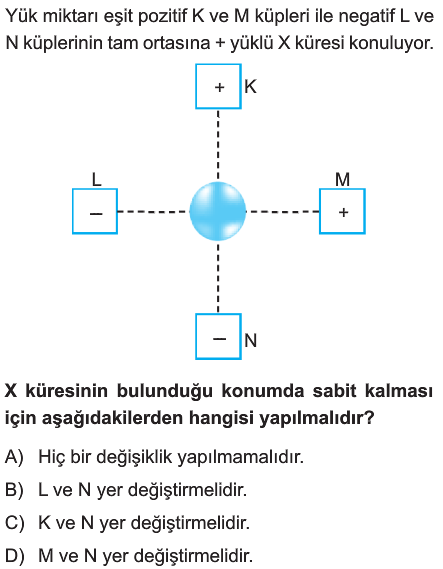 Yük miktarı eşit pozitif K ve M küpleri ile negatif L ve
N küplerinin tam ortasına + yüklü X küresi konuluyor.
+ K
L
M
–
+
– N
X küresinin bulunduğu konumda sabit kalması
için aşağıdakilerden hangisi yapılmalıdır?
A) Hiç bir değişiklik yapılmamalıdır.
B) L ve N yer değiştirmelidir.
C) K ve N yer değiştirmelidir.
D) M ve N yer değiştirmelidir.